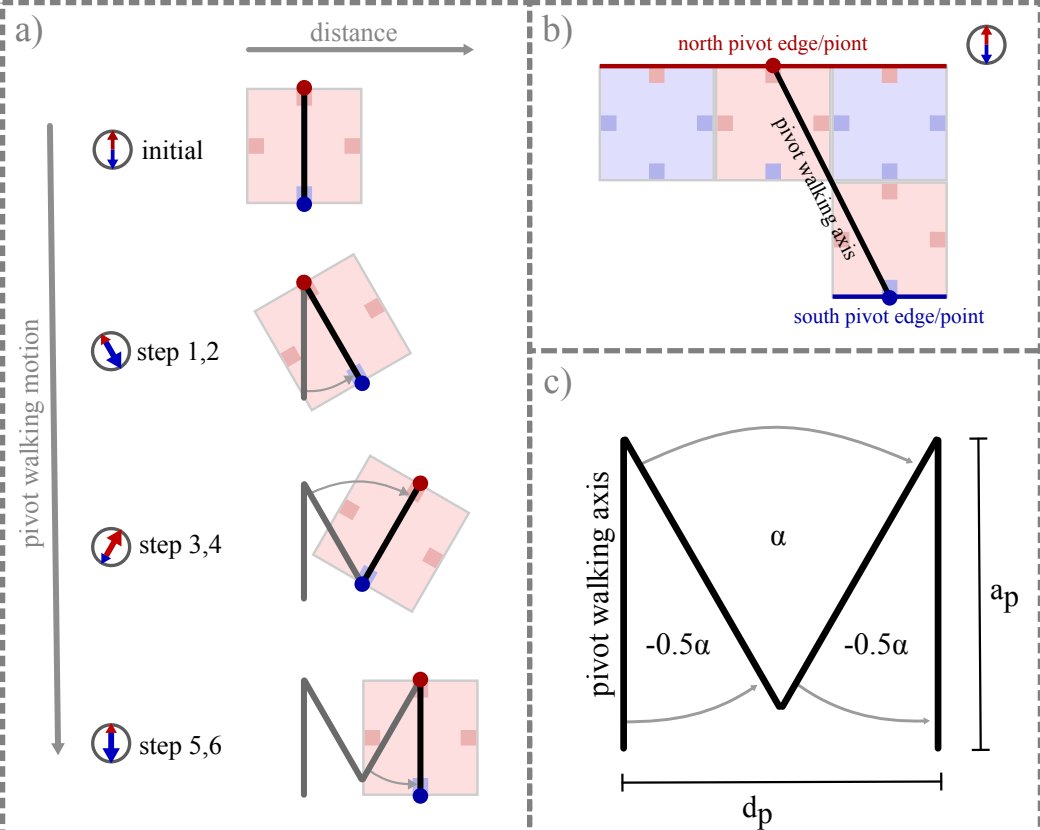 a)
distance
pivot walking motion
initial
step 1,2
step 3,4
step 5,6
b)
north pivot edge/piont
pivot walking axis
south pivot edge/point
c)
pivot walking axis
α
-0.5α
-0.5α
ap
dp